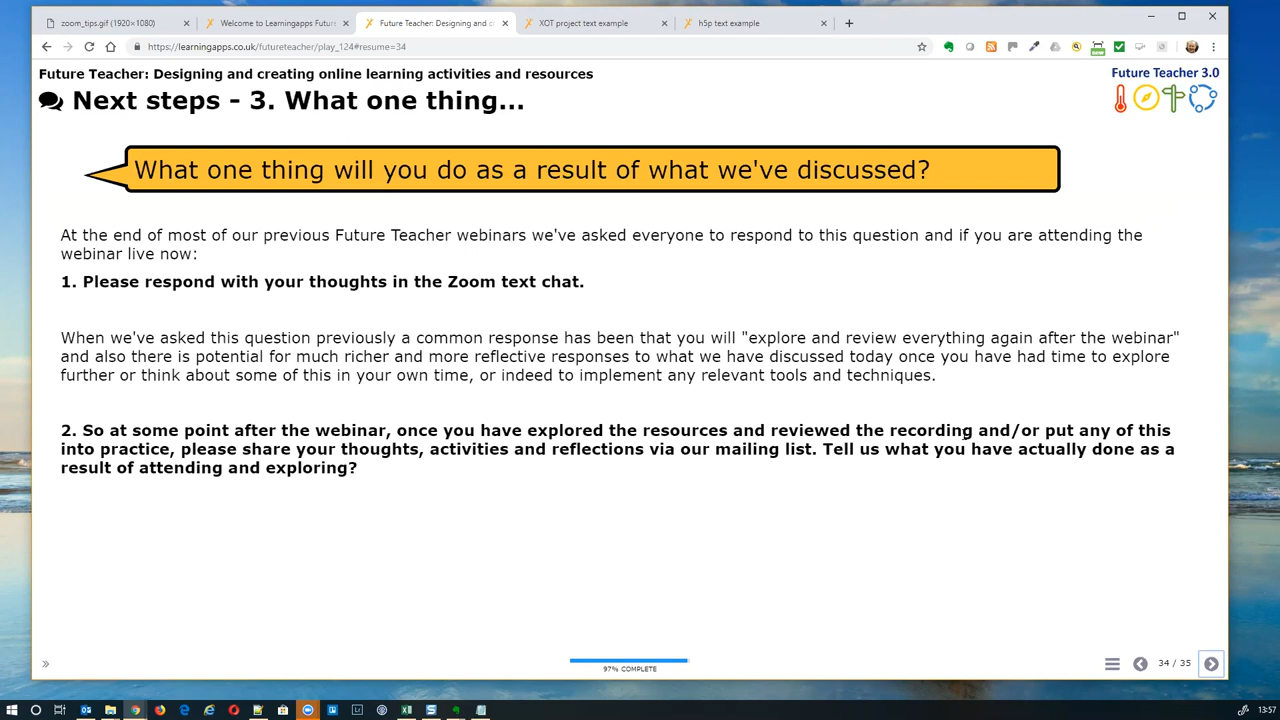 zoom_tips.gif (1920×1080)
Welcome to Learningapps Futur
Future Teacher: Designing and c
XOT project text example
h5p text example
https://learningapps.co.uk/futureteacher/play_124#resume=34
Future Teacher: Designing and creating online learning activities and resources
Future Teacher 3.0
Next steps - 3. What one thing...
What one thing will you do as a result of what we've discussed?
At the end of most of our previous Future Teacher webinars we've asked everyone to respond to this question and if you are attending the
webinar live now:
1. Please respond with your thoughts in the Zoom text chat.
When we've asked this question previously a common response has been that you will "explore and review everything again after the webinar"
and also there is potential for much richer and more reflective responses to what we have discussed today once you have had time to explore
further or think about some of this in your own time, or indeed to implement any relevant tools and techniques.
2. So at some point after the webinar, once you have explored the resources and reviewed the recording and/or put any of this
into practice, please share your thoughts, activities and reflections via our mailing list. Tell us what you have actually done as a
result of attending and exploring?
97% COMPLETE
34 / 35
13:57